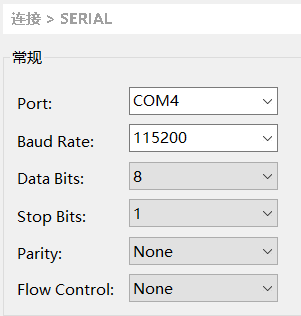 连接 > SERIAL
常规
Port: COM4
Baud Rate: 115200
Data Bits: 8
Stop Bits: 1
Parity: None
Flow Control: None